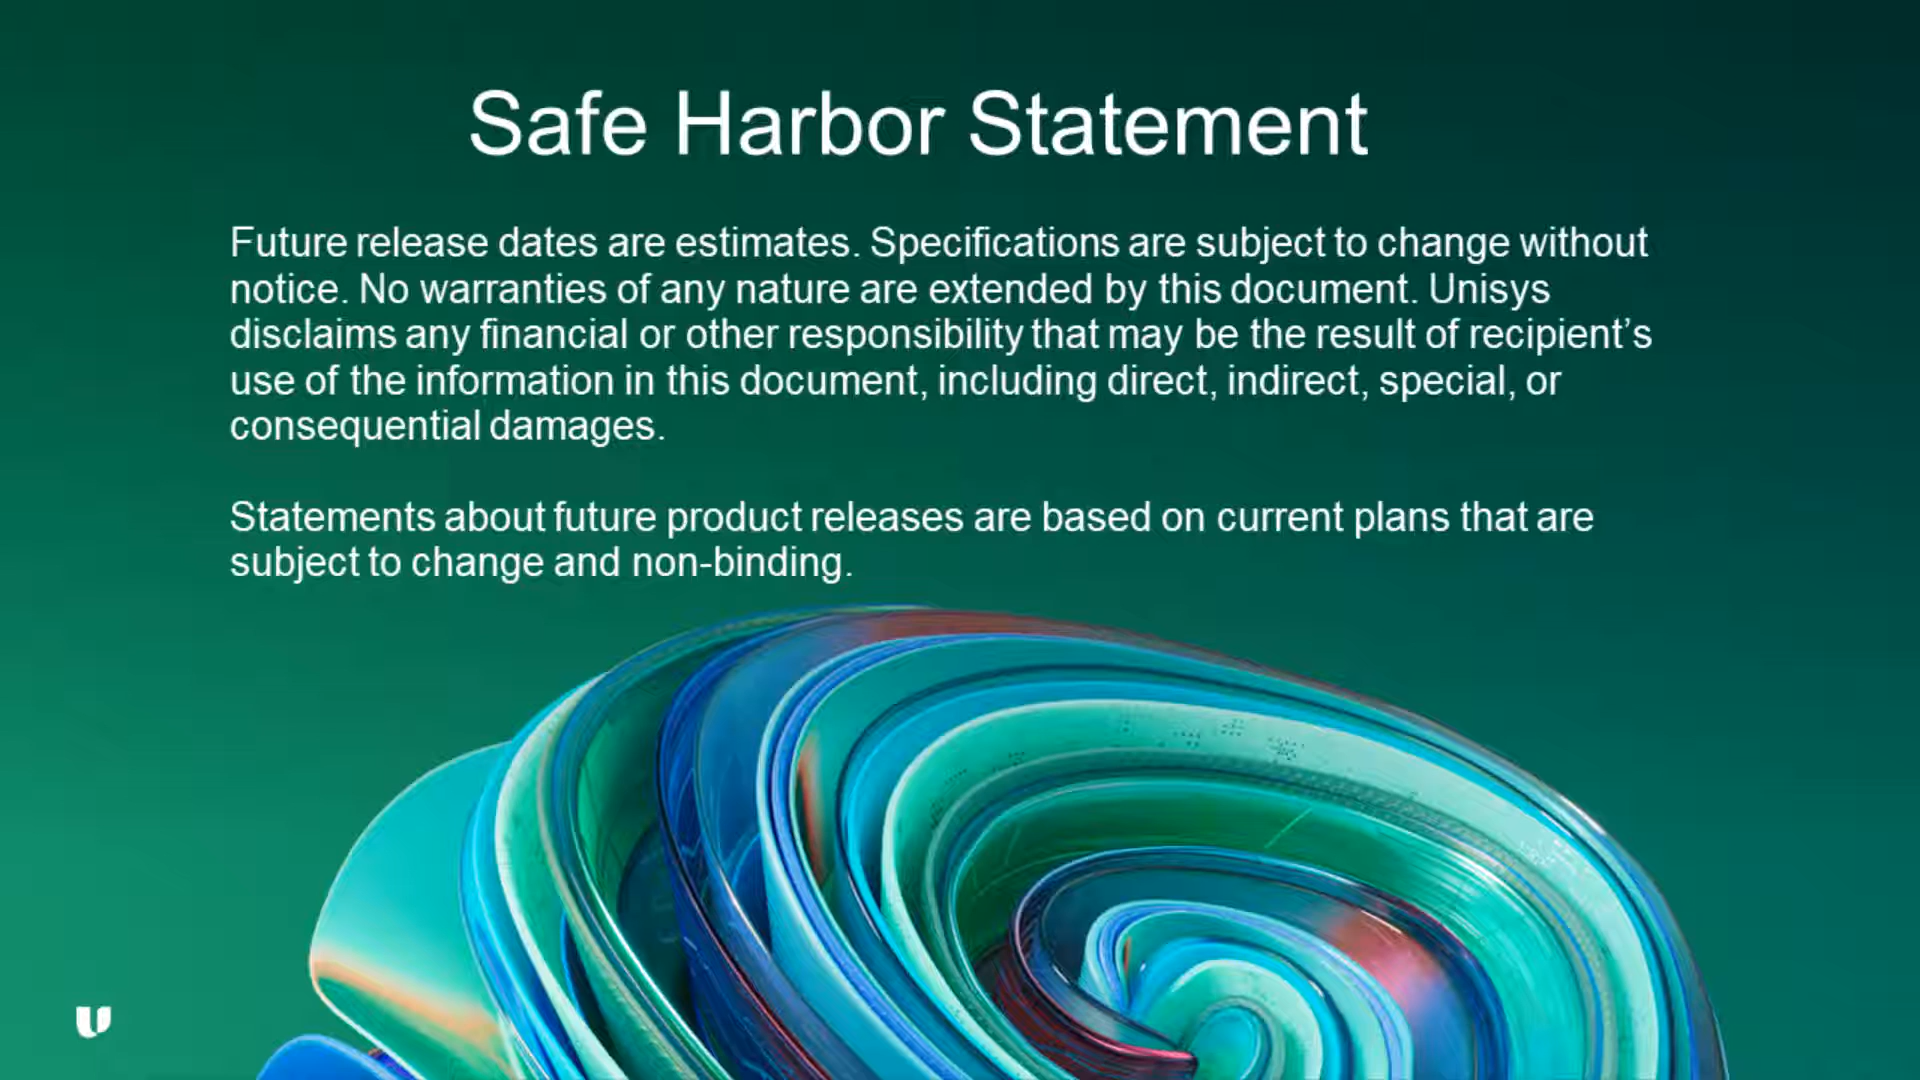 Safe Harbor Statement
Future release dates are estimates. Specifications are subject to change without
notice. No warranties of any nature are extended by this document. Unisys
disclaims any financial or other responsibility that may be the result of recipient’s
use of the information in this document, including direct, indirect, special, or
consequential damages.
Statements about future product releases are based on current plans that are
subject to change and non-binding.